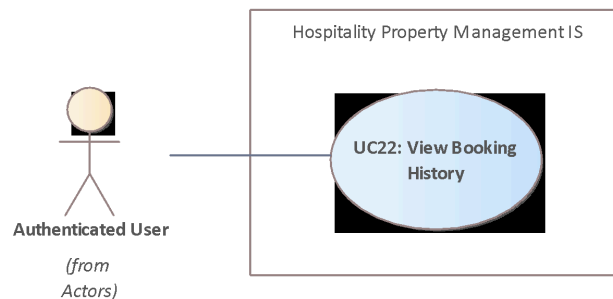 Hospitality Property Management IS
UC22: View Booking
History
Authenticated User
(from
Actors)